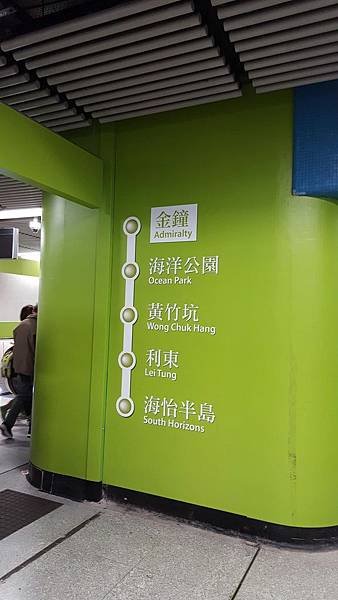 金鐘
Admiralty
海洋公園
Ocean Park
黃竹坑
Wong Chuk Hang
利東
Lei Tung
海怡半島
South Horizons